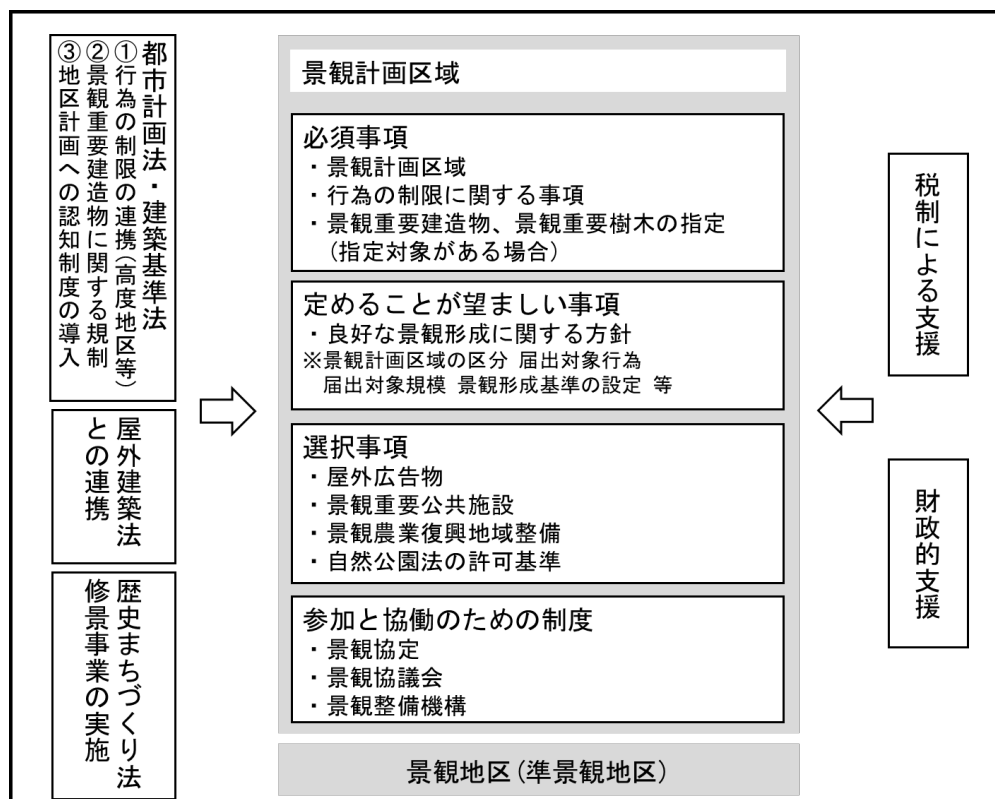 都市計画法・建築基準法
①行為の制限の連携(高度地区等)
②景観重要建造物に関する規制
③地区計画への認知制度の導入
屋外建築法
との連携
歴史まちづくり法
修景事業の実施
景観計画区域
必須事項
・景観計画区域
・行為の制限に関する事項
・景観重要建造物、景観重要樹木の指定
(指定対象がある場合)
定めることが望ましい事項
・良好な景観形成に関する方針
※景観計画区域の区分 届出対象行為
届出対象規模 景観形成基準の設定 等
選択事項
・屋外広告物
・景観重要公共施設
・景観農業復興地域整備
・自然公園法の許可基準
参加と協働のための制度
・景観協定
・景観協議会
・景観整備機構
景観地区(準景観地区)
税制による支援
財政的支援